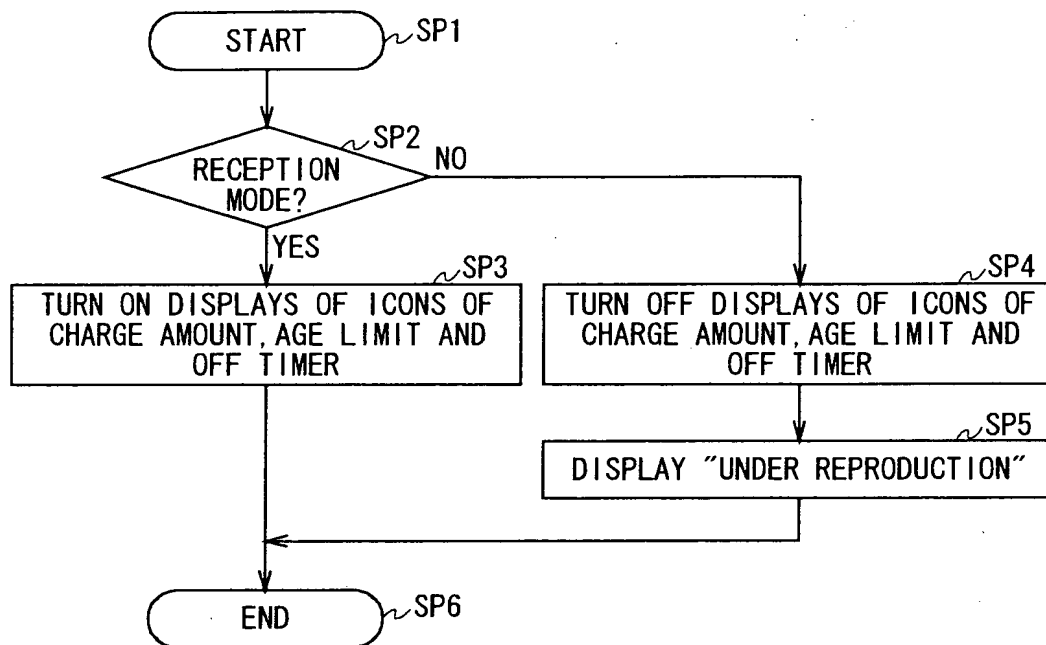 START
SP1
SP2
RECEPTION
MODE?
NO
YES
SP3
TURN ON DISPLAYS OF ICONS OF
CHARGE AMOUNT, AGE LIMIT AND
OFF TIMER
SP4
TURN OFF DISPLAYS OF ICONS OF
CHARGE AMOUNT, AGE LIMIT AND
OFF TIMER
SP5
DISPLAY "UNDER REPRODUCTION"
END
SP6